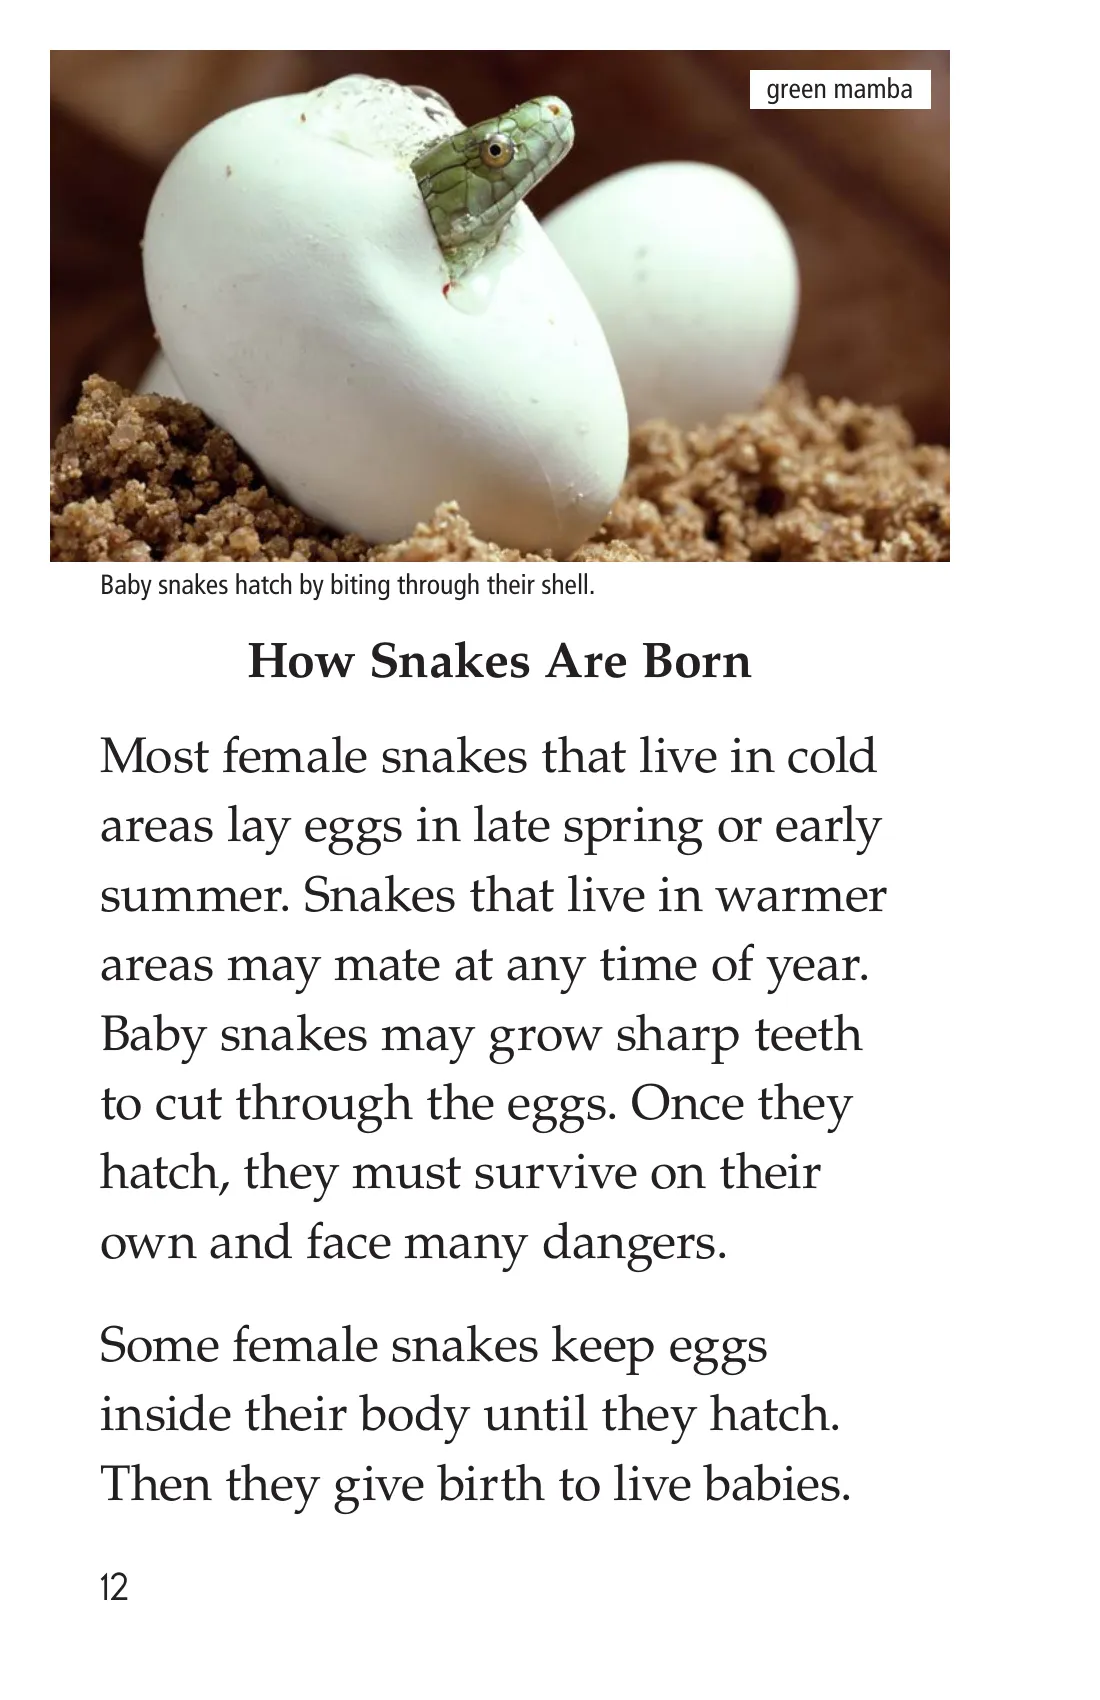 green mamba
Baby snakes hatch by biting through their shell.
How Snakes Are Born
Most female snakes that live in cold
areas lay eggs in late spring or early
summer. Snakes that live in warmer
areas may mate at any time of year.
Baby snakes may grow sharp teeth
to cut through the eggs. Once they
hatch, they must survive on their
own and face many dangers.
Some female snakes keep eggs
inside their body until they hatch.
Then they give birth to live babies.
12